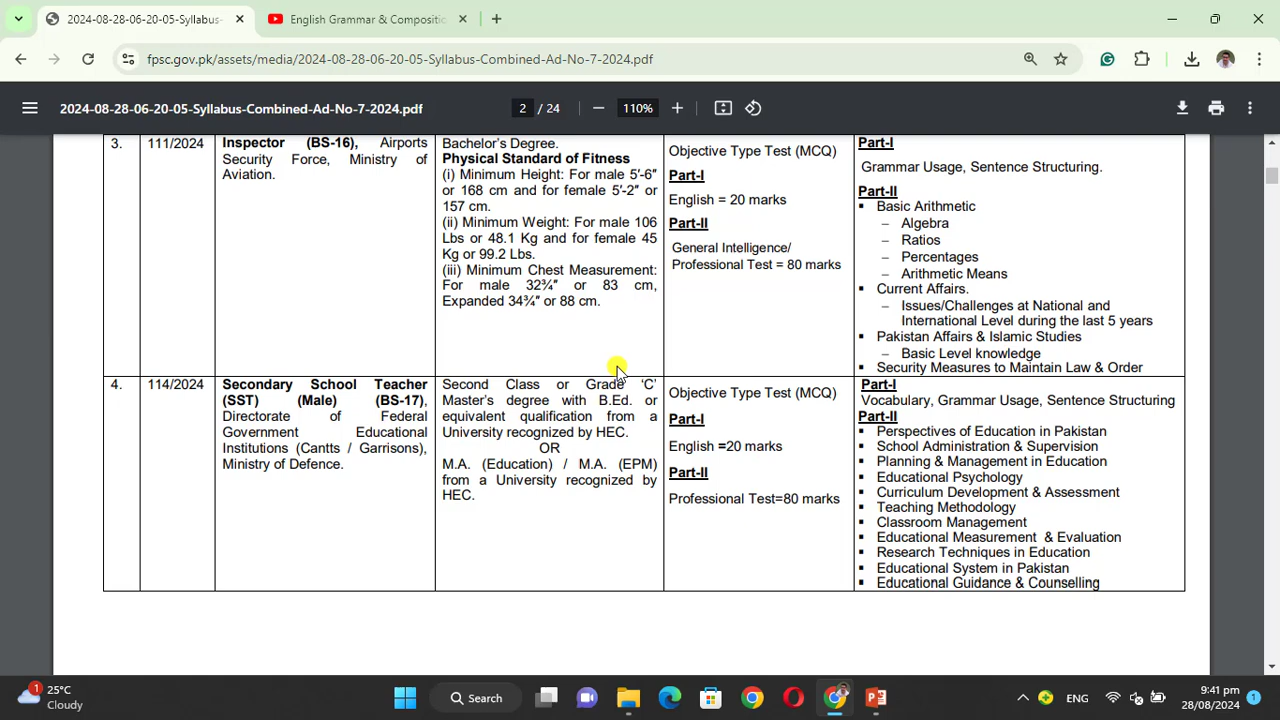 2024-08-28-06-20-05-Syllabus-
English Grammar & Compositio
fpsc.gov.pk/assets/media/2024-08-28-06-20-05-Syllabus-Combined-Ad-No-7-2024.pdf
2024-08-28-06-20-05-Syllabus-Combined-Ad-No-7-2024.pdf
2 / 24
110%
3.
111/2024
Inspector (BS-16), Airports
Security Force, Ministry of
Aviation.
Bachelor's Degree.
Physical Standard of Fitness
(i) Minimum Height: For male 5′-6″
or 168 cm and for female 5′-2″ or
157 cm.
(ii) Minimum Weight: For male 106
Lbs or 48.1 Kg and for female 45
Kg or 99.2 Lbs.
(iii) Minimum Chest Measurement:
For male 32¾″ or 83 cm,
Expanded 34¾″ or 88 cm.
Objective Type Test (MCQ)
Part-I
English = 20 marks
Part-II
General Intelligence/
Professional Test = 80 marks
Part-I
Grammar Usage, Sentence Structuring.
Part-II
▪ Basic Arithmetic
− Algebra
− Ratios
− Percentages
− Arithmetic Means
▪ Current Affairs.
− Issues/Challenges at National and
International Level during the last 5 years
▪ Pakistan Affairs & Islamic Studies
− Basic Level knowledge
▪ Security Measures to Maintain Law & Order
4.
114/2024
Secondary School Teacher
(SST) (Male) (BS-17),
Directorate of Federal
Government Educational
Institutions (Cantts / Garrisons),
Ministry of Defence.
Second Class or Grade 'C'
Master's degree with B.Ed. or
equivalent qualification from a
University recognized by HEC.
OR
M.A. (Education) / M.A. (EPM)
from a University recognized by
HEC.
Objective Type Test (MCQ)
Part-I
English =20 marks
Part-II
Professional Test=80 marks
Part-I
Vocabulary, Grammar Usage, Sentence Structuring
Part-II
▪ Perspectives of Education in Pakistan
▪ School Administration & Supervision
▪ Planning & Management in Education
▪ Educational Psychology
▪ Curriculum Development & Assessment
▪ Teaching Methodology
▪ Classroom Management
▪ Educational Measurement & Evaluation
▪ Research Techniques in Education
▪ Educational System in Pakistan
▪ Educational Guidance & Counselling
1
25°C
Cloudy
Search
ENG
9:41 pm
28/08/2024
1